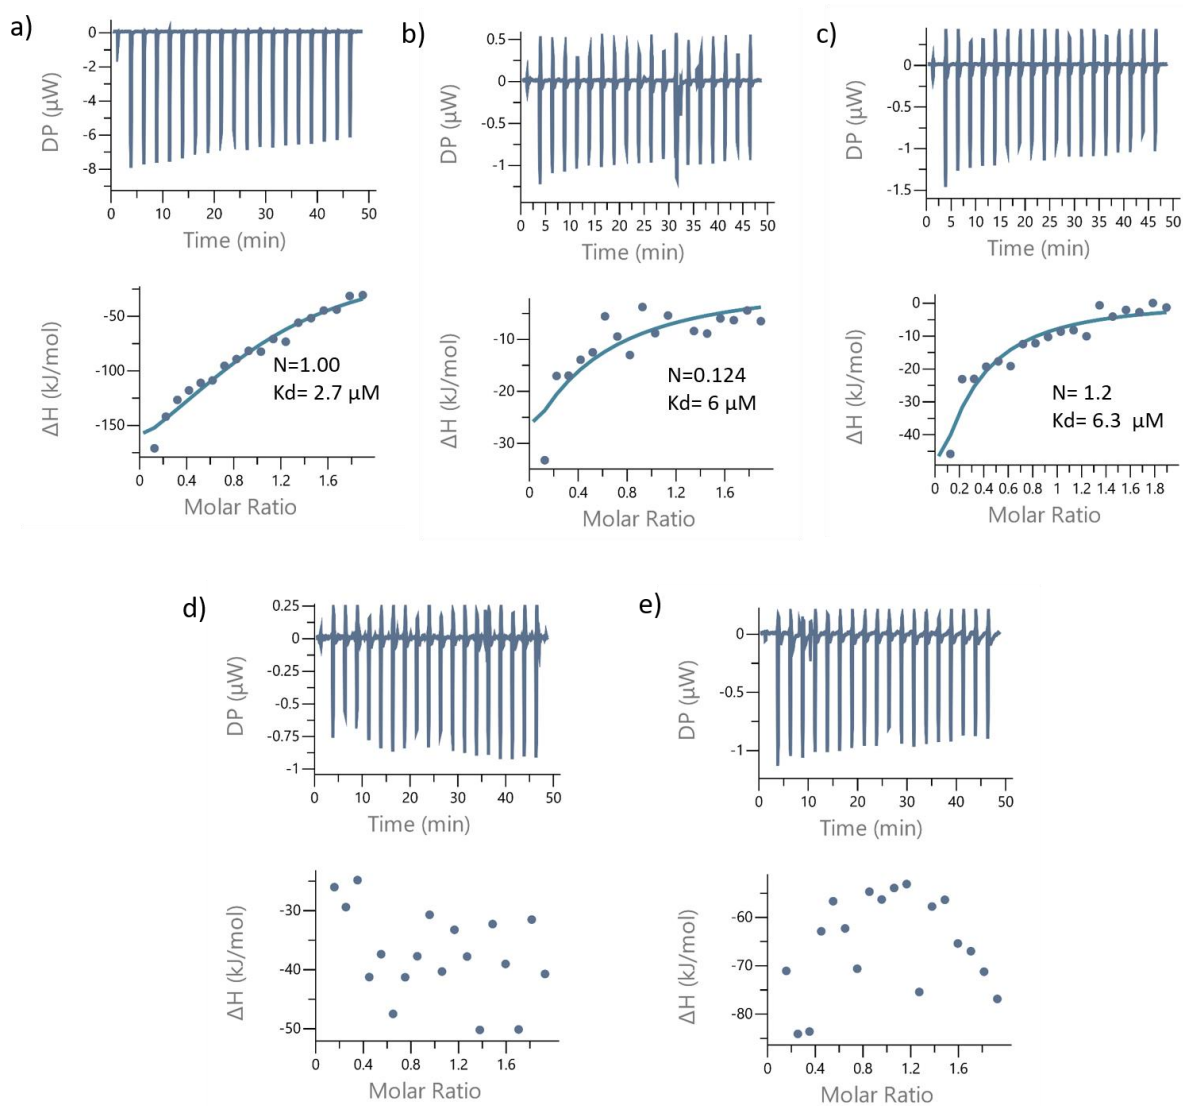 a)
0
-2
-4
-6
-8
DP (µW)
0 10 20 30 40 50
Time (min)
-50
-100
-150
ΔH (kJ/mol)
N=1.00
Kd= 2.7 µM
0 0.4 0.8 1.2 1.6
Molar Ratio
b)
0.5
0
-0.5
-1
DP (µW)
0 5 10 15 20 25 30 35 40 45 50
Time (min)
-10
-20
-30
ΔH (kJ/mol)
N=0.124
Kd= 6 µM
0 0.4 0.8 1.2 1.6
Molar Ratio
c)
0
-0.5
-1
-1.5
DP (µW)
0 5 10 15 20 25 30 35 40 45 50
Time (min)
0
-10
-20
-30
-40
ΔH (kJ/mol)
N= 1.2
Kd= 6.3 µM
0 0.2 0.4 0.6 0.8 1 1.2 1.4 1.6 1.8
Molar Ratio
d)
0.25
0
-0.25
-0.5
-0.75
-1
DP (µW)
0 10 20 30 40 50
Time (min)
-30
-40
-50
ΔH (kJ/mol)
0 0.4 0.8 1.2 1.6
Molar Ratio
e)
0
-0.5
-1
DP (µW)
0 10 20 30 40 50
Time (min)
-60
-70
-80
ΔH (kJ/mol)
0 0.4 0.8 1.2 1.6
Molar Ratio